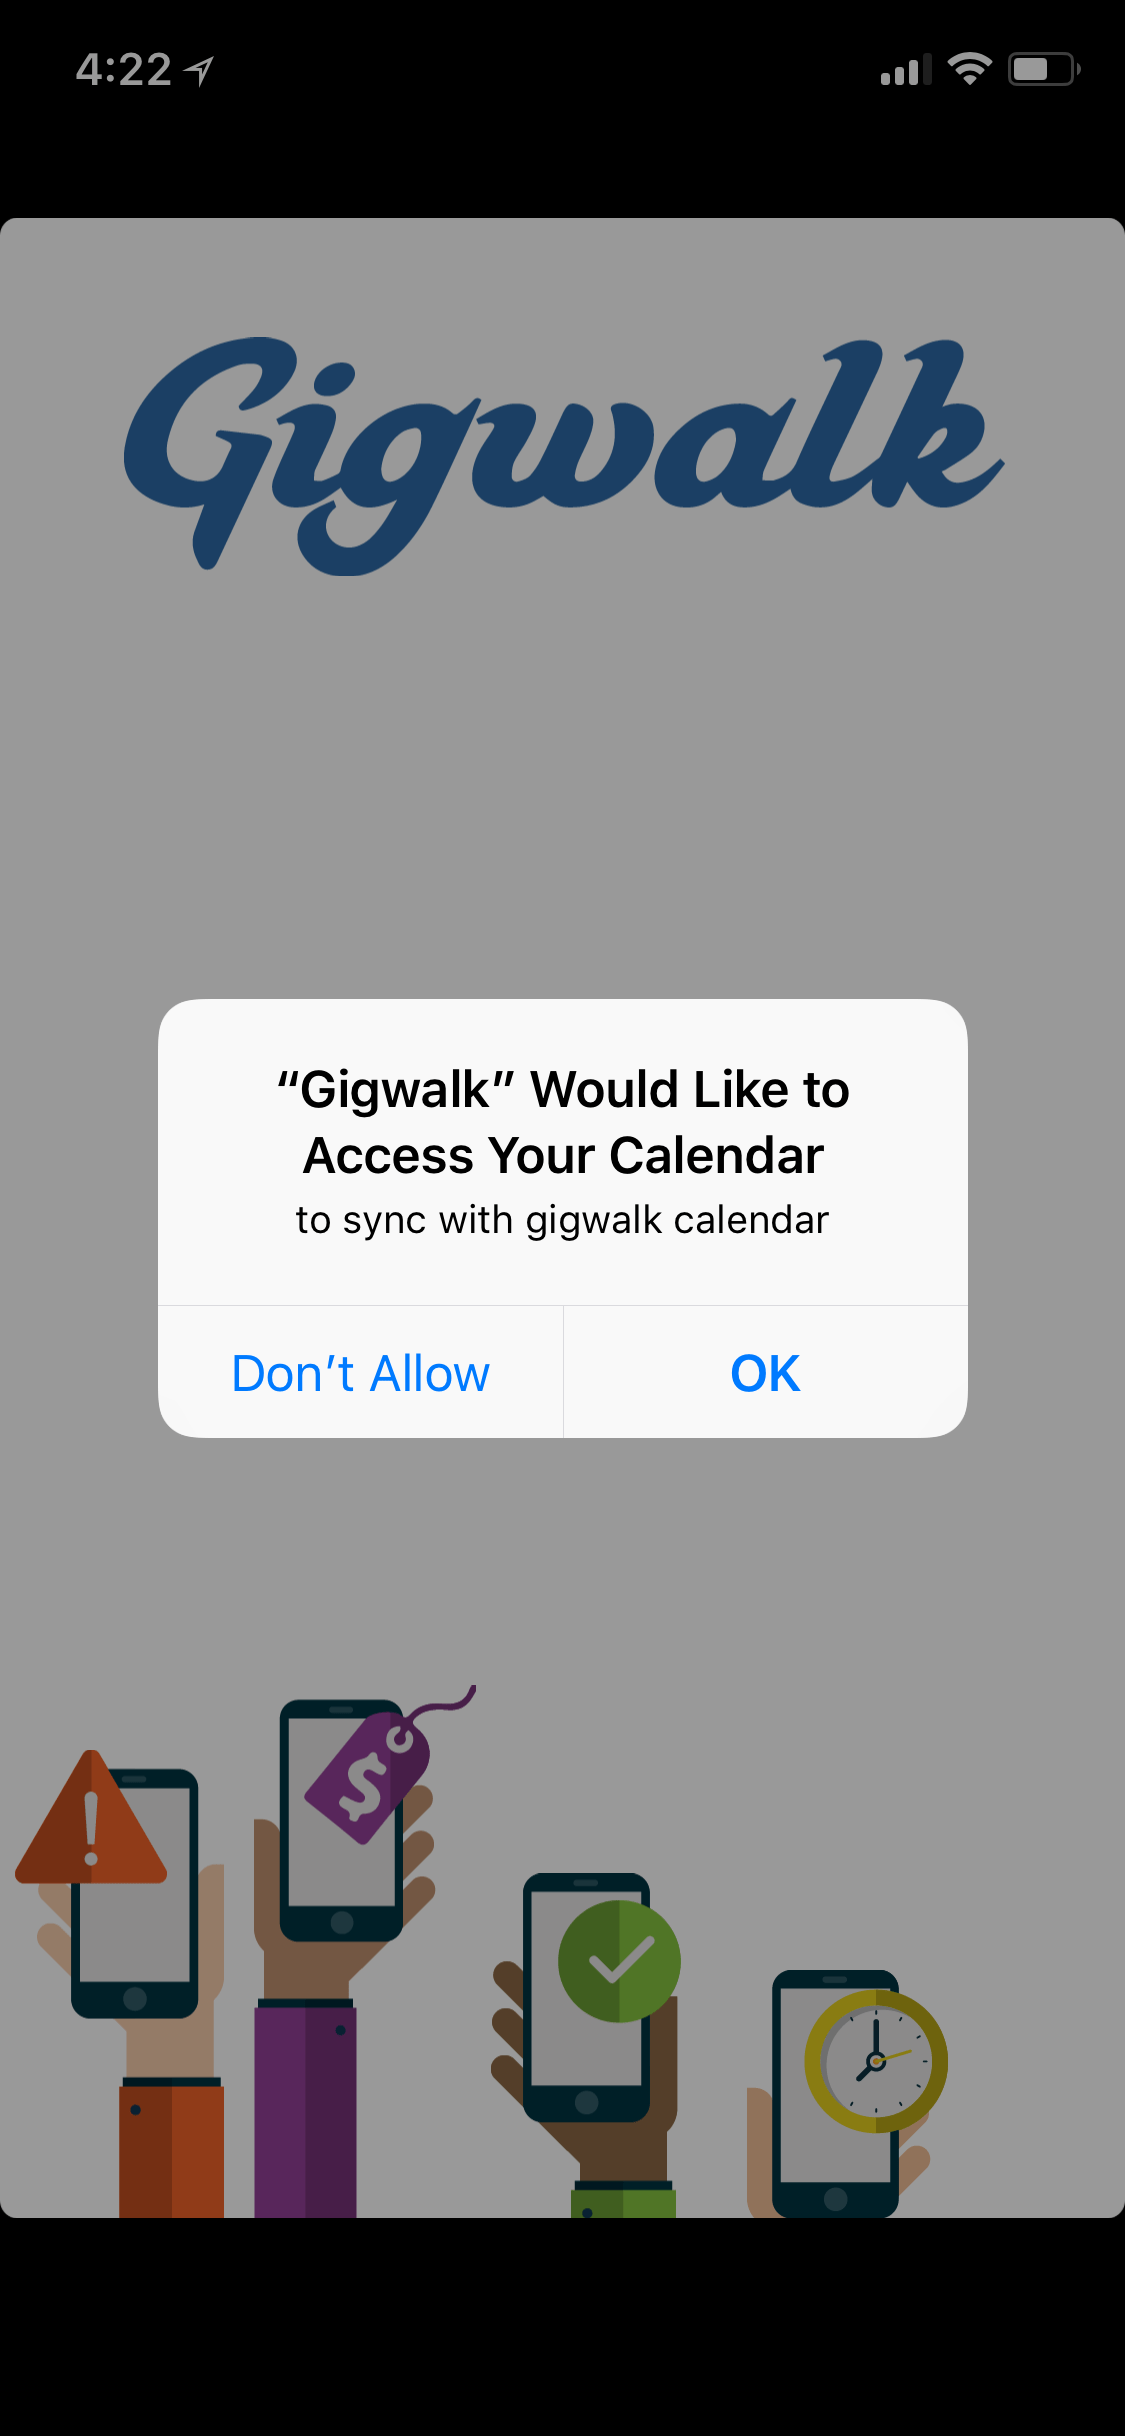 4:22
Gigwalk
“Gigwalk” Would Like to
Access Your Calendar
to sync with gigwalk calendar
Don’t Allow
OK
$
!